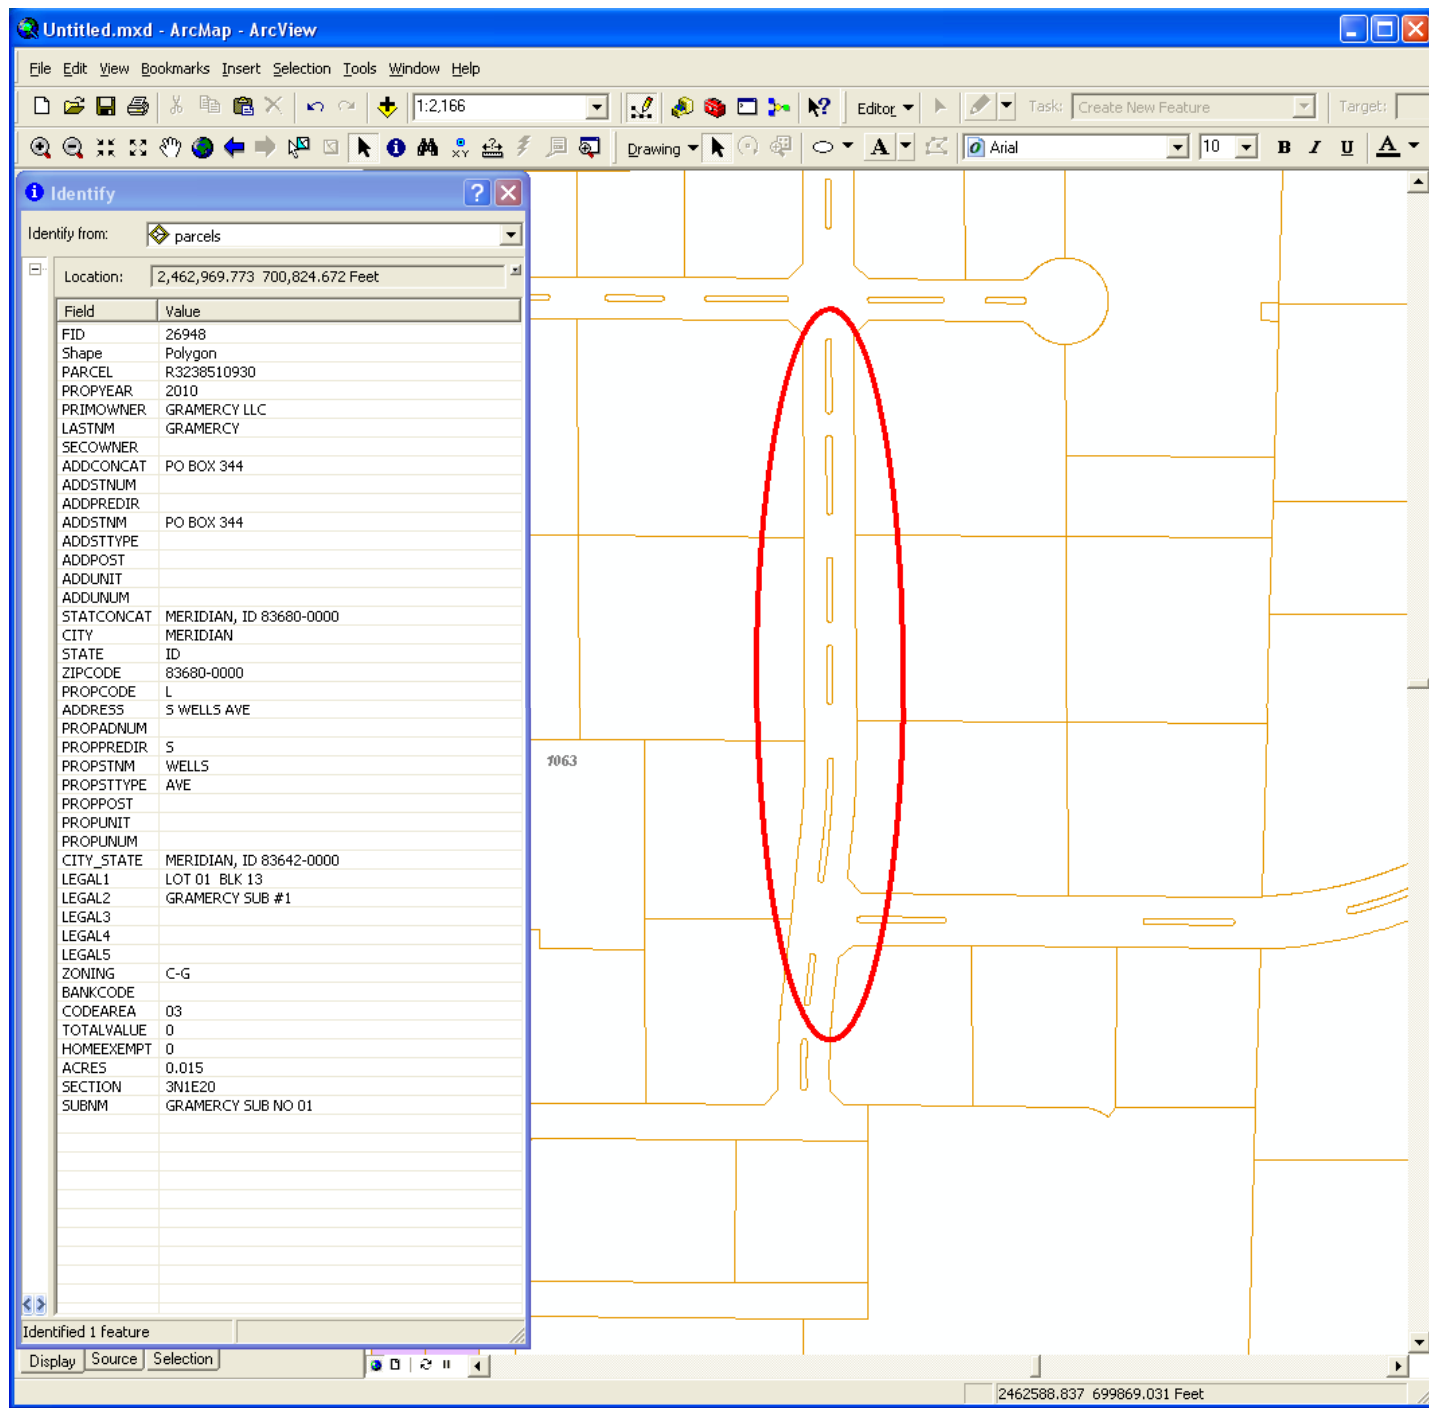 Untitled.mxd - ArcMap - ArcView
File Edit View Bookmarks Insert Selection Tools Window Help
1:2,166 Editor Task: Create New Feature Target:
Drawing A Arial 10 B I U A
Identify
Identify from: parcels
Location: 2,462,969.773 700,824.672 Feet
Field Value
FID 26948
Shape Polygon
PARCEL R3238510930
PROPYEAR 2010
PRIMOWNER GRAMERCY LLC
LASTNM GRAMERCY
SECOWNER
ADDCONCAT PO BOX 344
ADDSTNUM
ADDPREDIR
ADDSTNM PO BOX 344
ADDSTTYPE
ADDPOST
ADDUNIT
ADDUNUM
STATCONCAT MERIDIAN, ID 83680-0000
CITY MERIDIAN
STATE ID
ZIPCODE 83680-0000
PROPCODE L
ADDRESS S WELLS AVE
PROPADNUM
PROPPREDIR S
PROPSTNM WELLS
PROPSTTYPE AVE
PROPPOST
PROPUNIT
PROPUNUM
CITY_STATE MERIDIAN, ID 83642-0000
LEGAL1 LOT 01 BLK 13
LEGAL2 GRAMERCY SUB #1
LEGAL3
LEGAL4
LEGAL5
ZONING C-G
BANKCODE
CODEAREA 03
TOTALVALUE 0
HOMEEXEMPT 0
ACRES 0.015
SECTION 3N1E20
SUBNM GRAMERCY SUB NO 01
1063
Identified 1 feature
Display Source Selection
2462588.837 699869.031 Feet